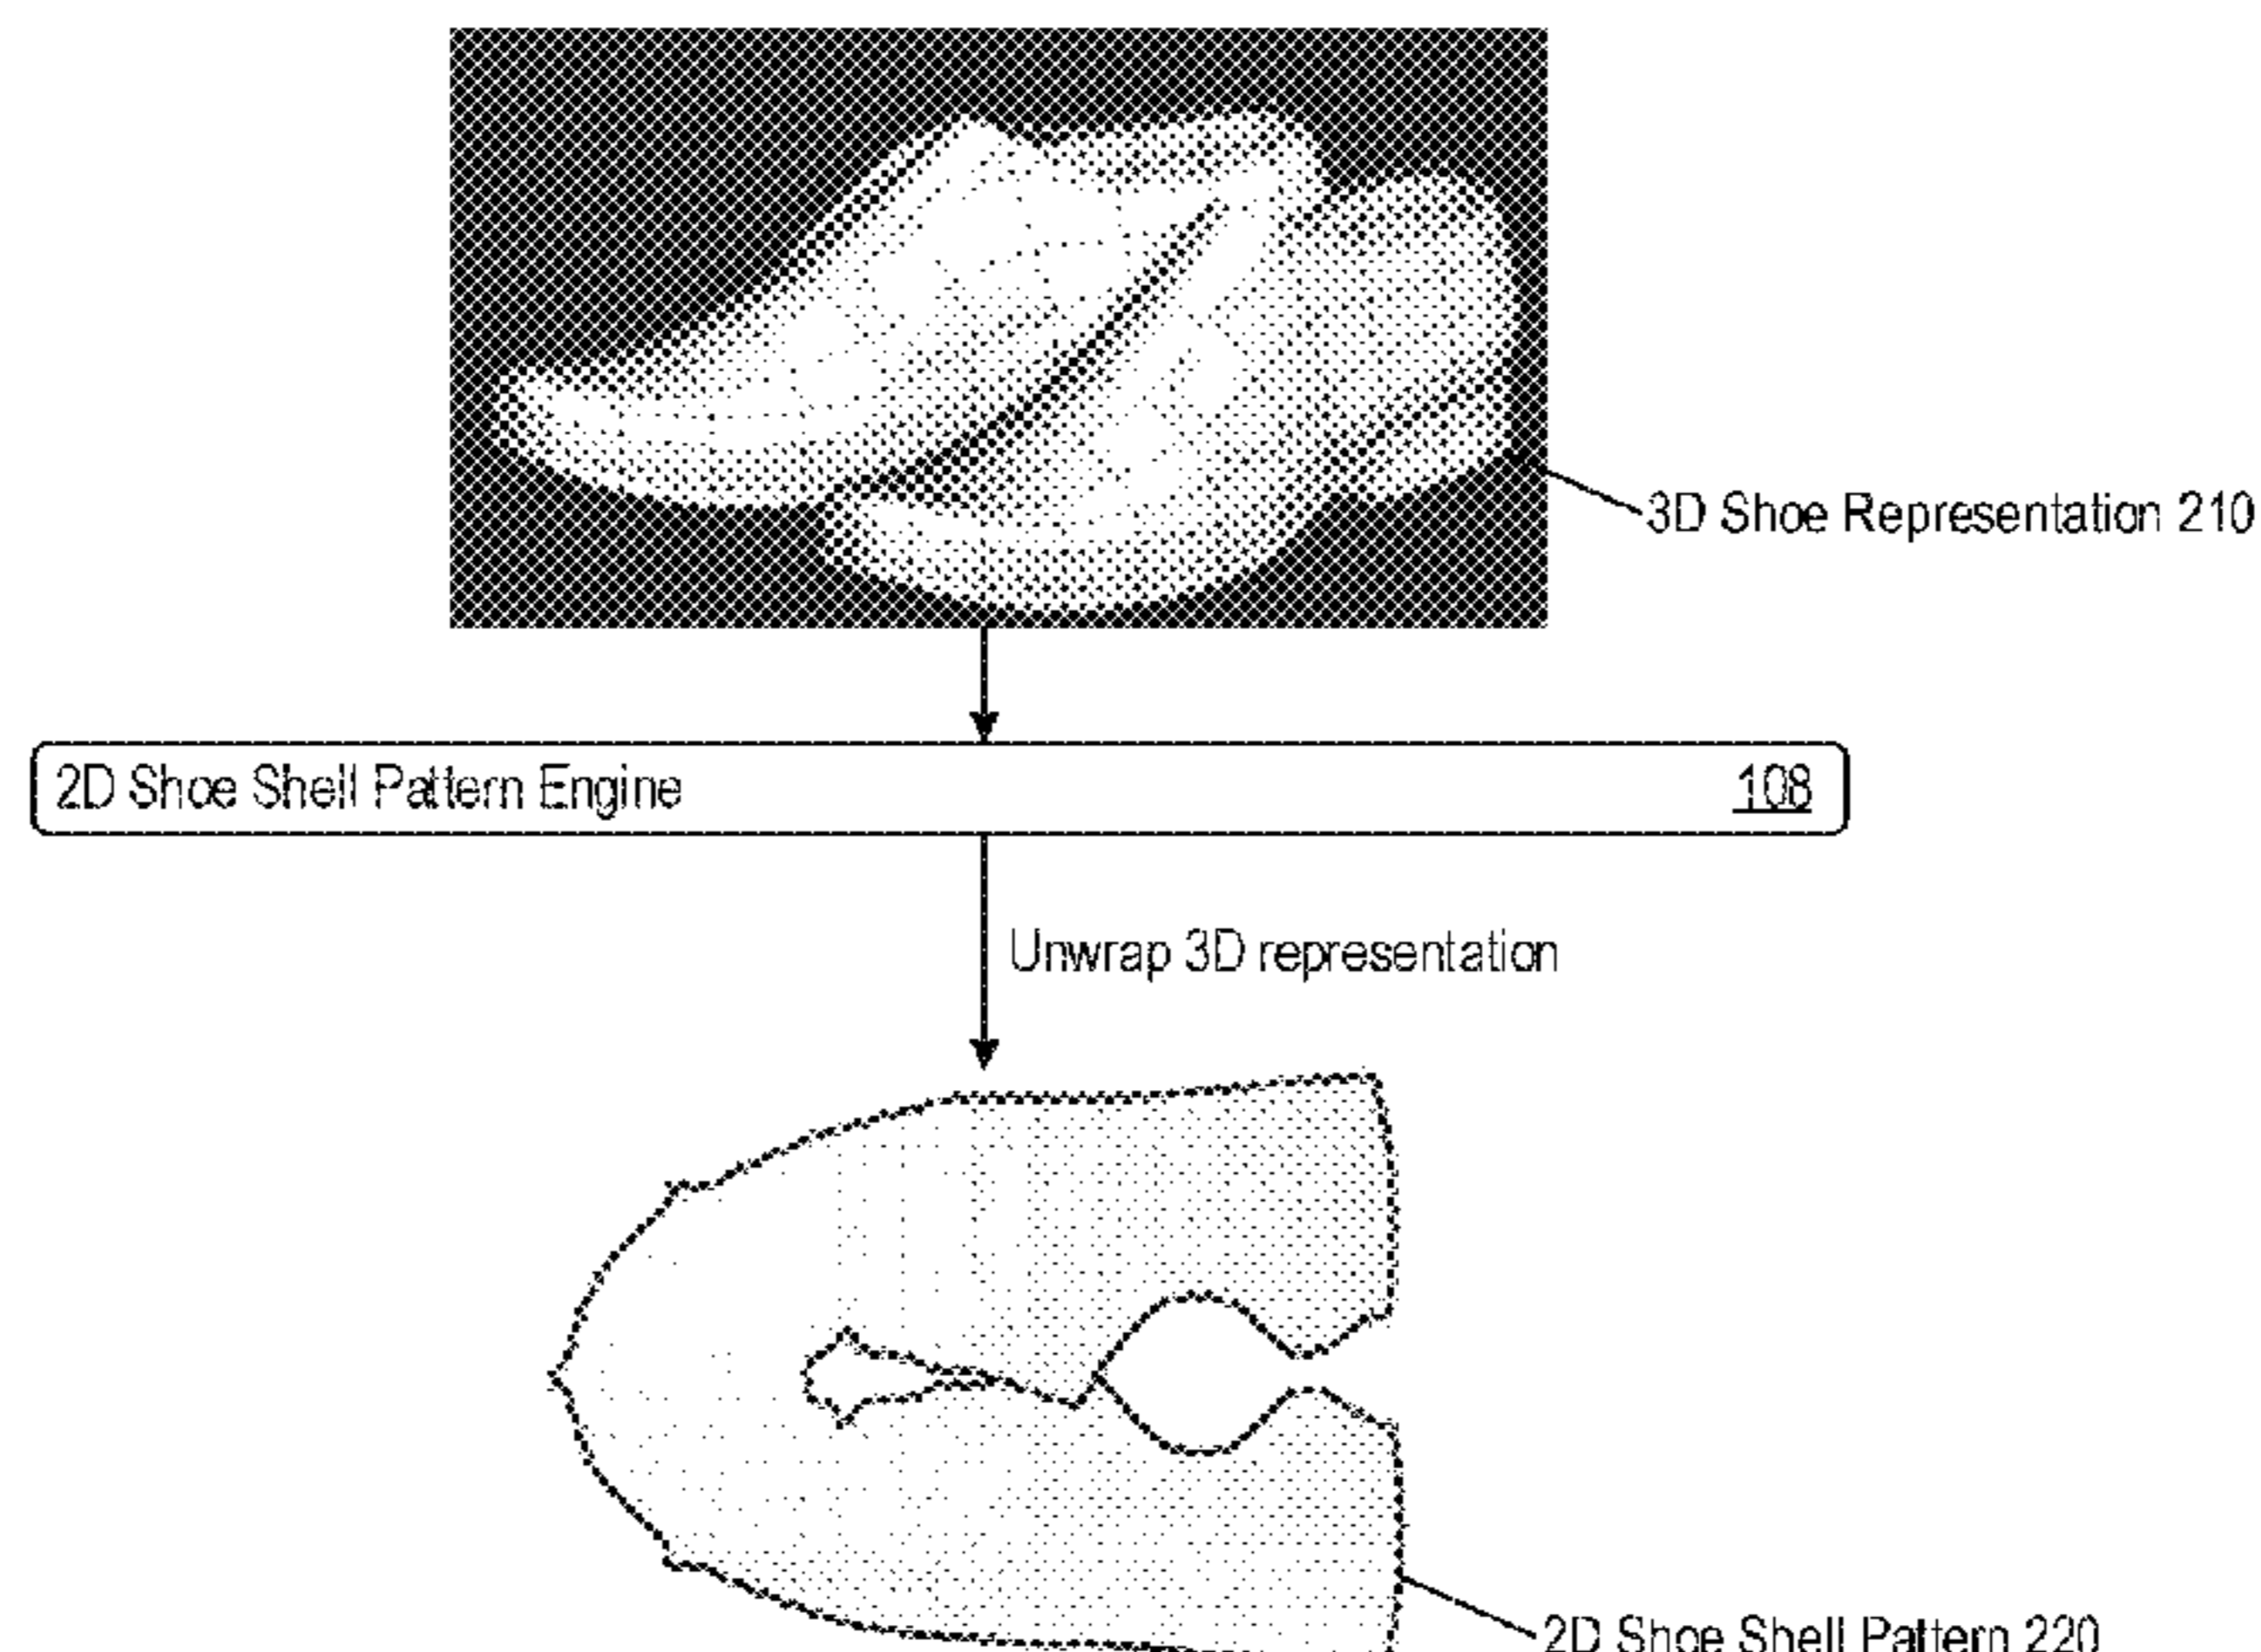 3D Shoe Representation 210
2D Shoe Shell Pattern Engine 108
Unwrap 3D representation
2D Shoe Shell Pattern 220